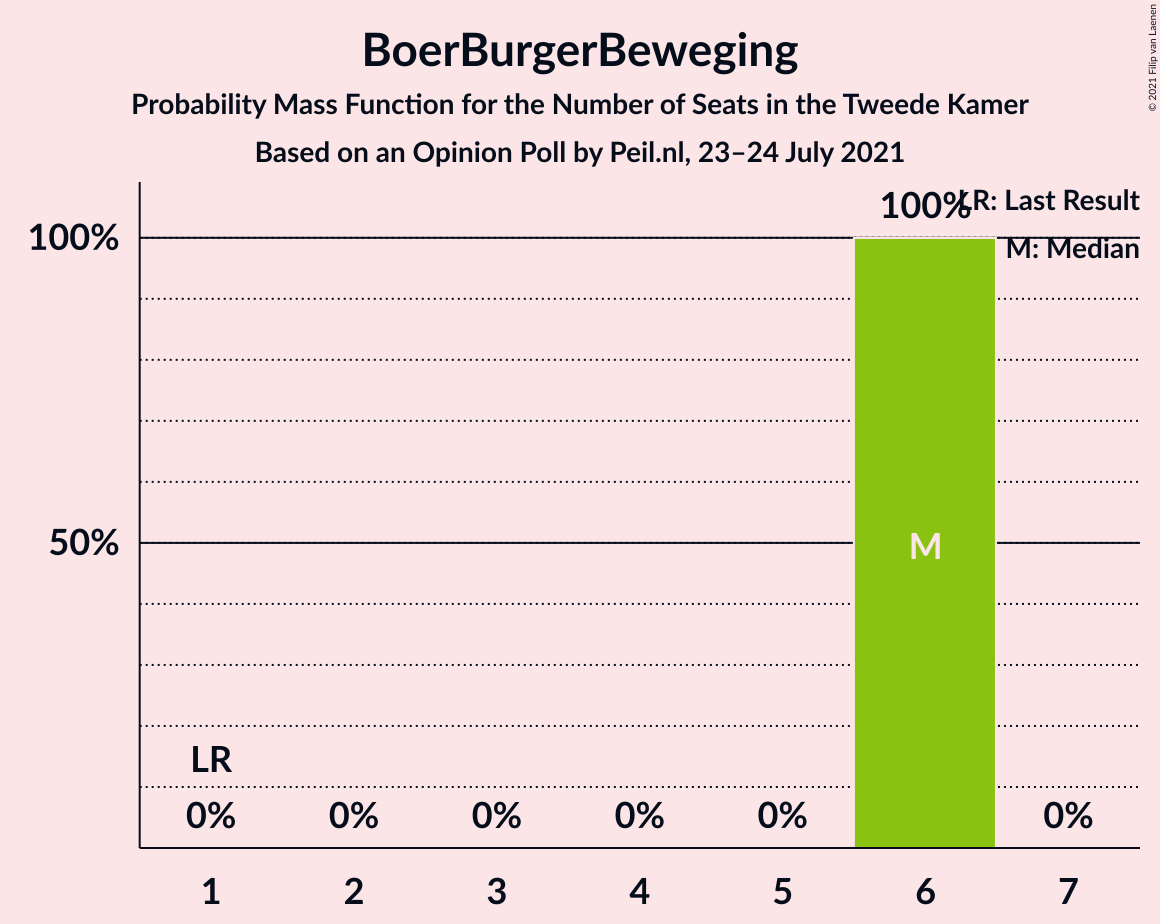 BoerBurgerBeweging
Probability Mass Function for the Number of Seats in the Tweede Kamer
Based on an Opinion Poll by Peil.nl, 23–24 July 2021
© 2021 Filip van Laenen
LR: Last Result
M: Median
100%
100%
50%
M
LR
0% 0% 0% 0% 0% 0%
1 2 3 4 5 6 7